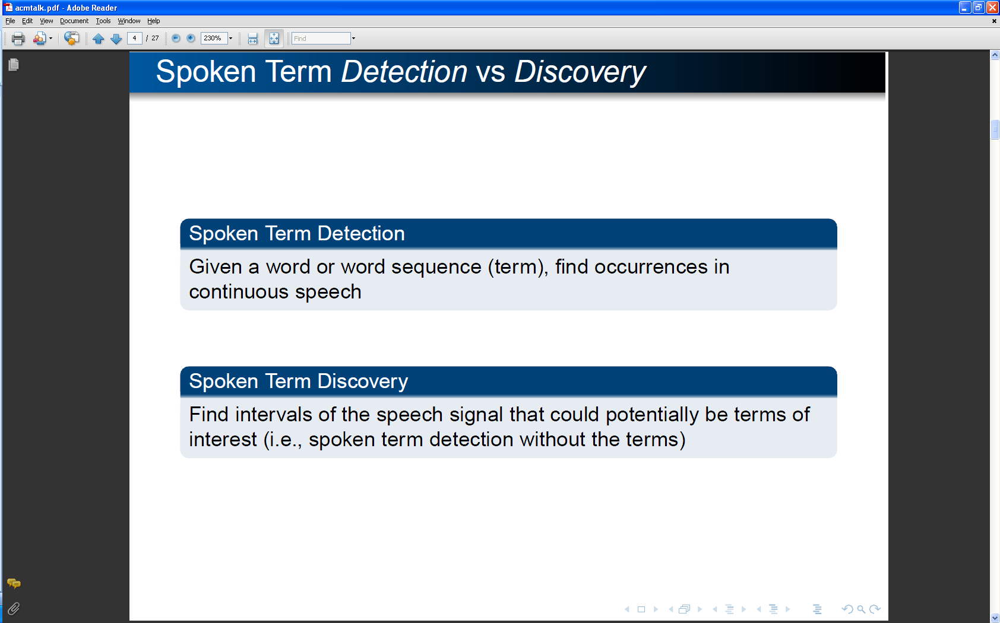 acmtalk.pdf - Adobe Reader
File Edit View Document Tools Window Help
4 / 27 230% Find
Spoken Term Detection vs Discovery
Spoken Term Detection
Given a word or word sequence (term), find occurrences in
continuous speech
Spoken Term Discovery
Find intervals of the speech signal that could potentially be terms of
interest (i.e., spoken term detection without the terms)